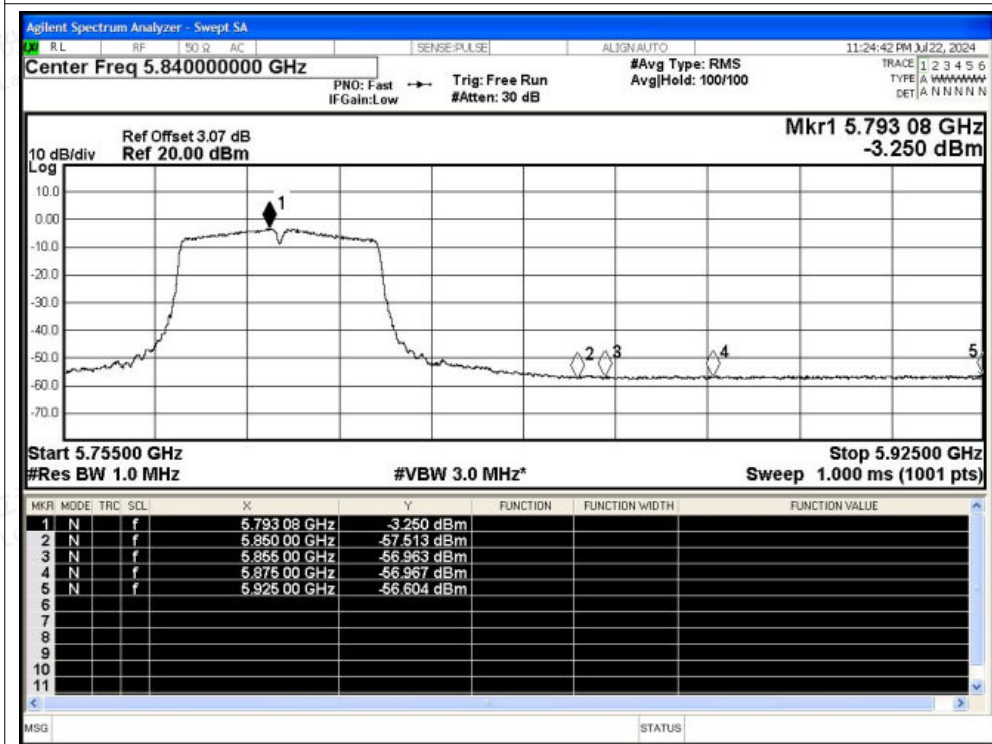 Agilent Spectrum Analyzer - Swept SA
RL RF 50 Ω AC SENSE:PULSE ALIGNAUTO 11:24:42 PM Jul 22, 2024
Center Freq 5.840000000 GHz
#Avg Type: RMS
TRACE 1 2 3 4 5 6
PNO: Fast Trig: Free Run Avg|Hold: 100/100
TYPE A WWWWW
IFGain:Low #Atten: 30 dB
DET A N N N N N
Mkr1 5.793 08 GHz
-3.250 dBm
Ref Offset 3.07 dB
10 dB/div Ref 20.00 dBm
Log
10.0
0.00
-10.0
-20.0
-30.0
-40.0
-50.0
-60.0
-70.0
1
2 3 4 5
Start 5.75500 GHz Stop 5.92500 GHz
#Res BW 1.0 MHz #VBW 3.0 MHz* Sweep 1.000 ms (1001 pts)
MKR MODE TRC SCL X Y FUNCTION FUNCTION WIDTH FUNCTION VALUE
1 N f 5.793 08 GHz -3.250 dBm
2 N f 5.850 00 GHz -57.513 dBm
3 N f 5.855 00 GHz -56.963 dBm
4 N f 5.875 00 GHz -56.967 dBm
5 N f 5.925 00 GHz -56.604 dBm
6
7
8
9
10
11
MSG STATUS